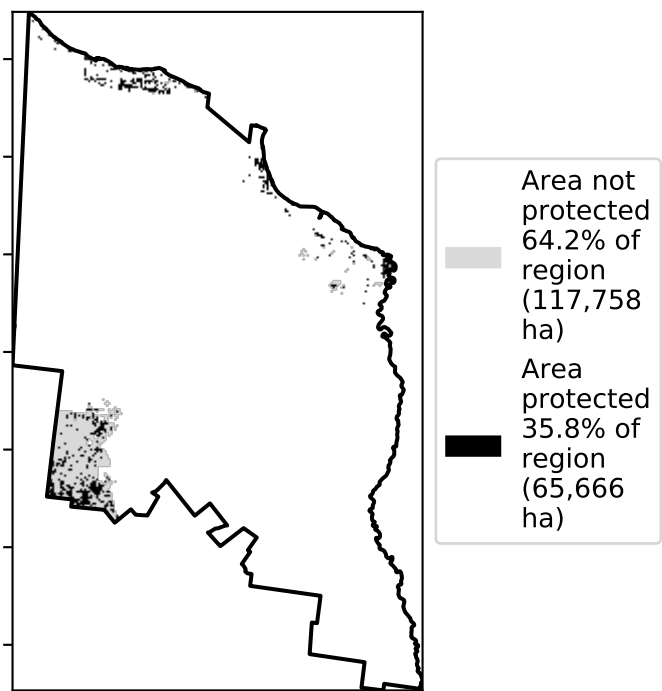 Area not
protected
64.2% of
region
(117,758
ha)
Area
protected
35.8% of
region
(65,666
ha)